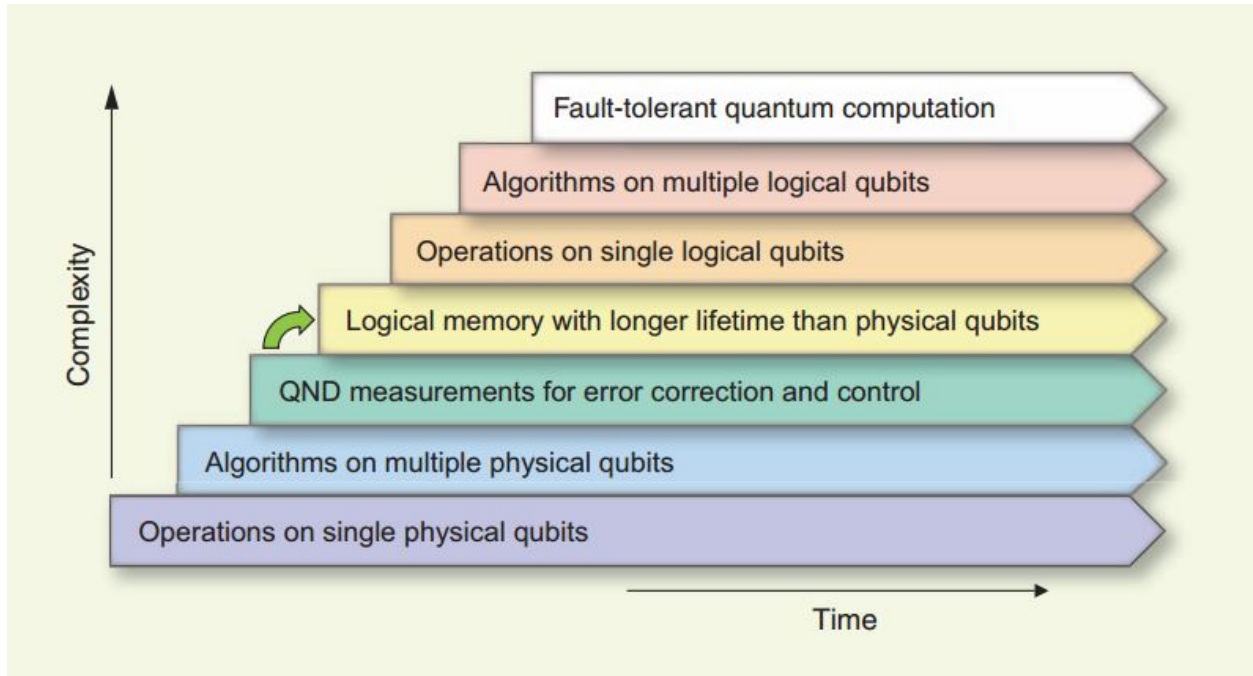 Fault-tolerant quantum computation
Algorithms on multiple logical qubits
Operations on single logical qubits
Logical memory with longer lifetime than physical qubits
QND measurements for error correction and control
Algorithms on multiple physical qubits
Operations on single physical qubits
Complexity
Time